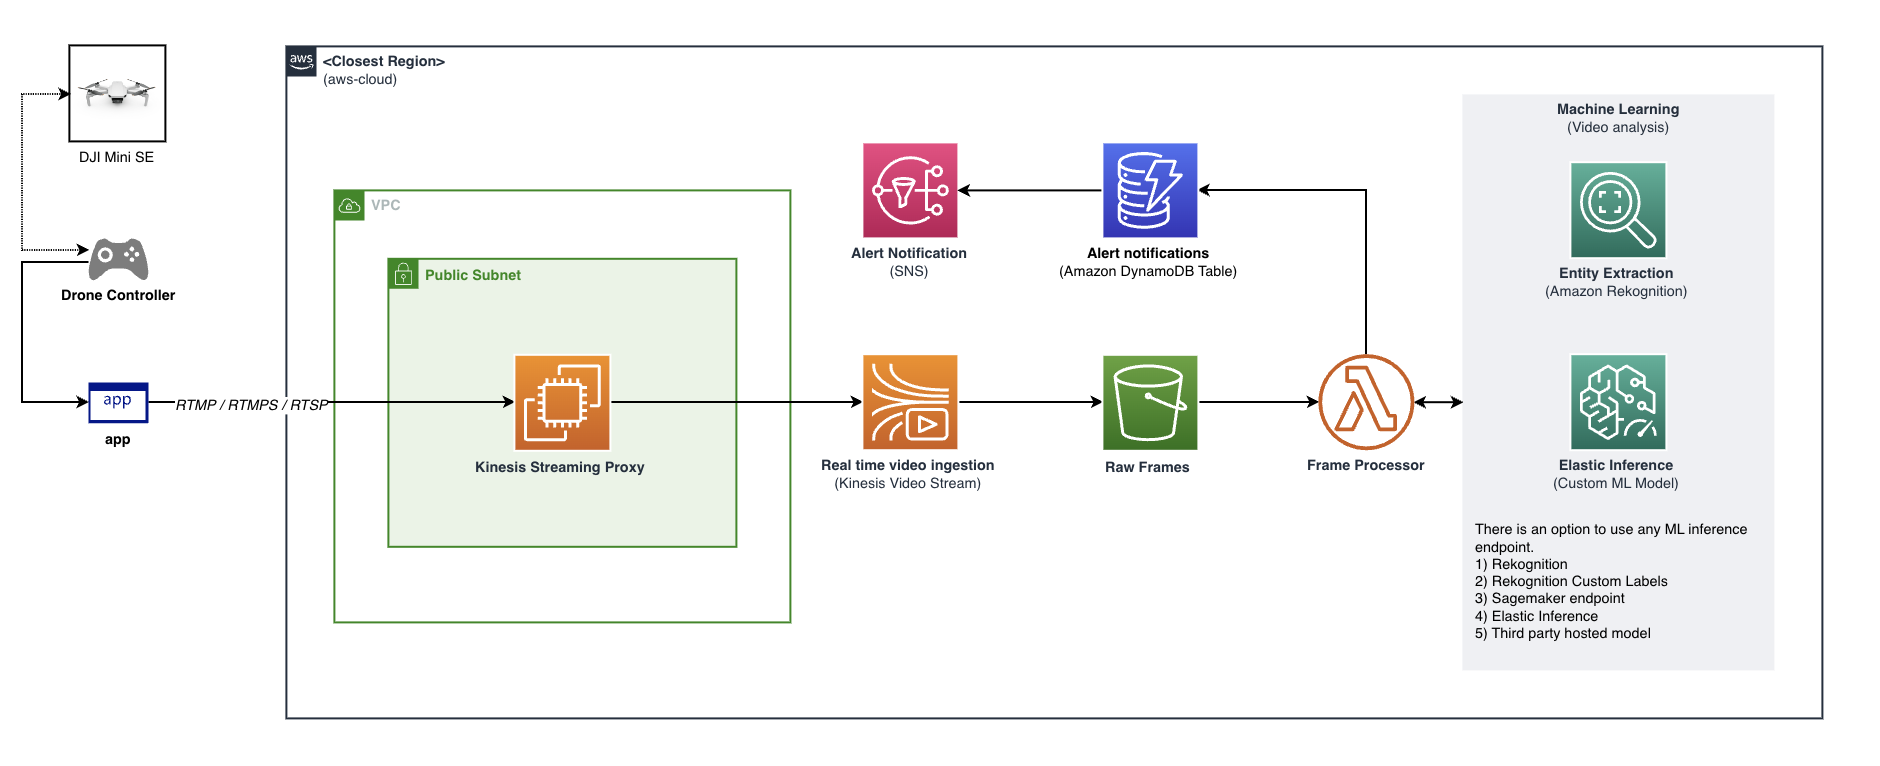 DJI Mini SE
Drone Controller
app
app
RTMP / RTMPS / RTSP
aws
<Closest Region>
(aws-cloud)
VPC
Public Subnet
Kinesis Streaming Proxy
Alert Notification
(SNS)
Alert notifications
(Amazon DynamoDB Table)
Real time video ingestion
(Kinesis Video Stream)
Raw Frames
Frame Processor
Machine Learning
(Video analysis)
Entity Extraction
(Amazon Rekognition)
Elastic Inference
(Custom ML Model)
There is an option to use any ML inference
endpoint.
1) Rekognition
2) Rekognition Custom Labels
3) Sagemaker endpoint
4) Elastic Inference
5) Third party hosted model